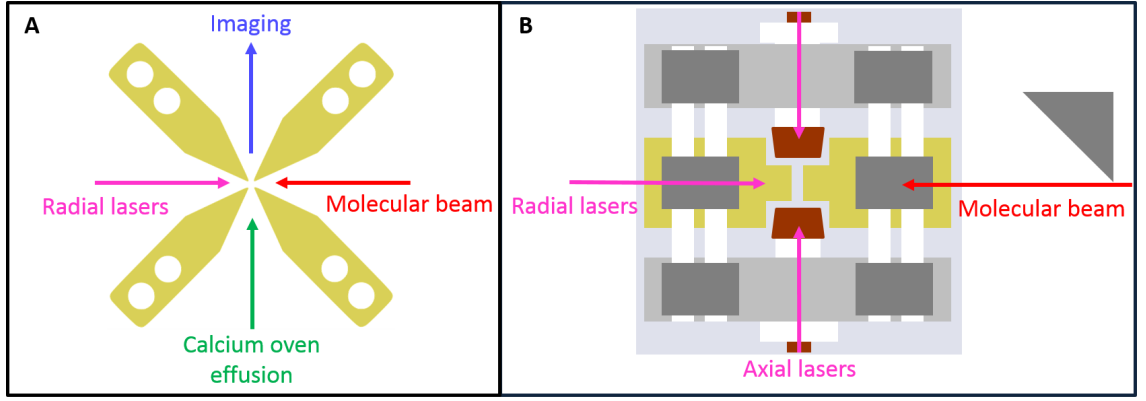 A
Imaging
Radial lasers
Molecular beam
Calcium oven
effusion
B
Radial lasers
Molecular beam
Axial lasers